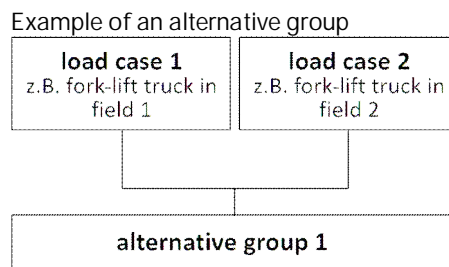 Example of an alternative group
load case 1
z.B. fork-lift truck in
field 1
load case 2
z.B. fork-lift truck in
field 2
alternative group 1